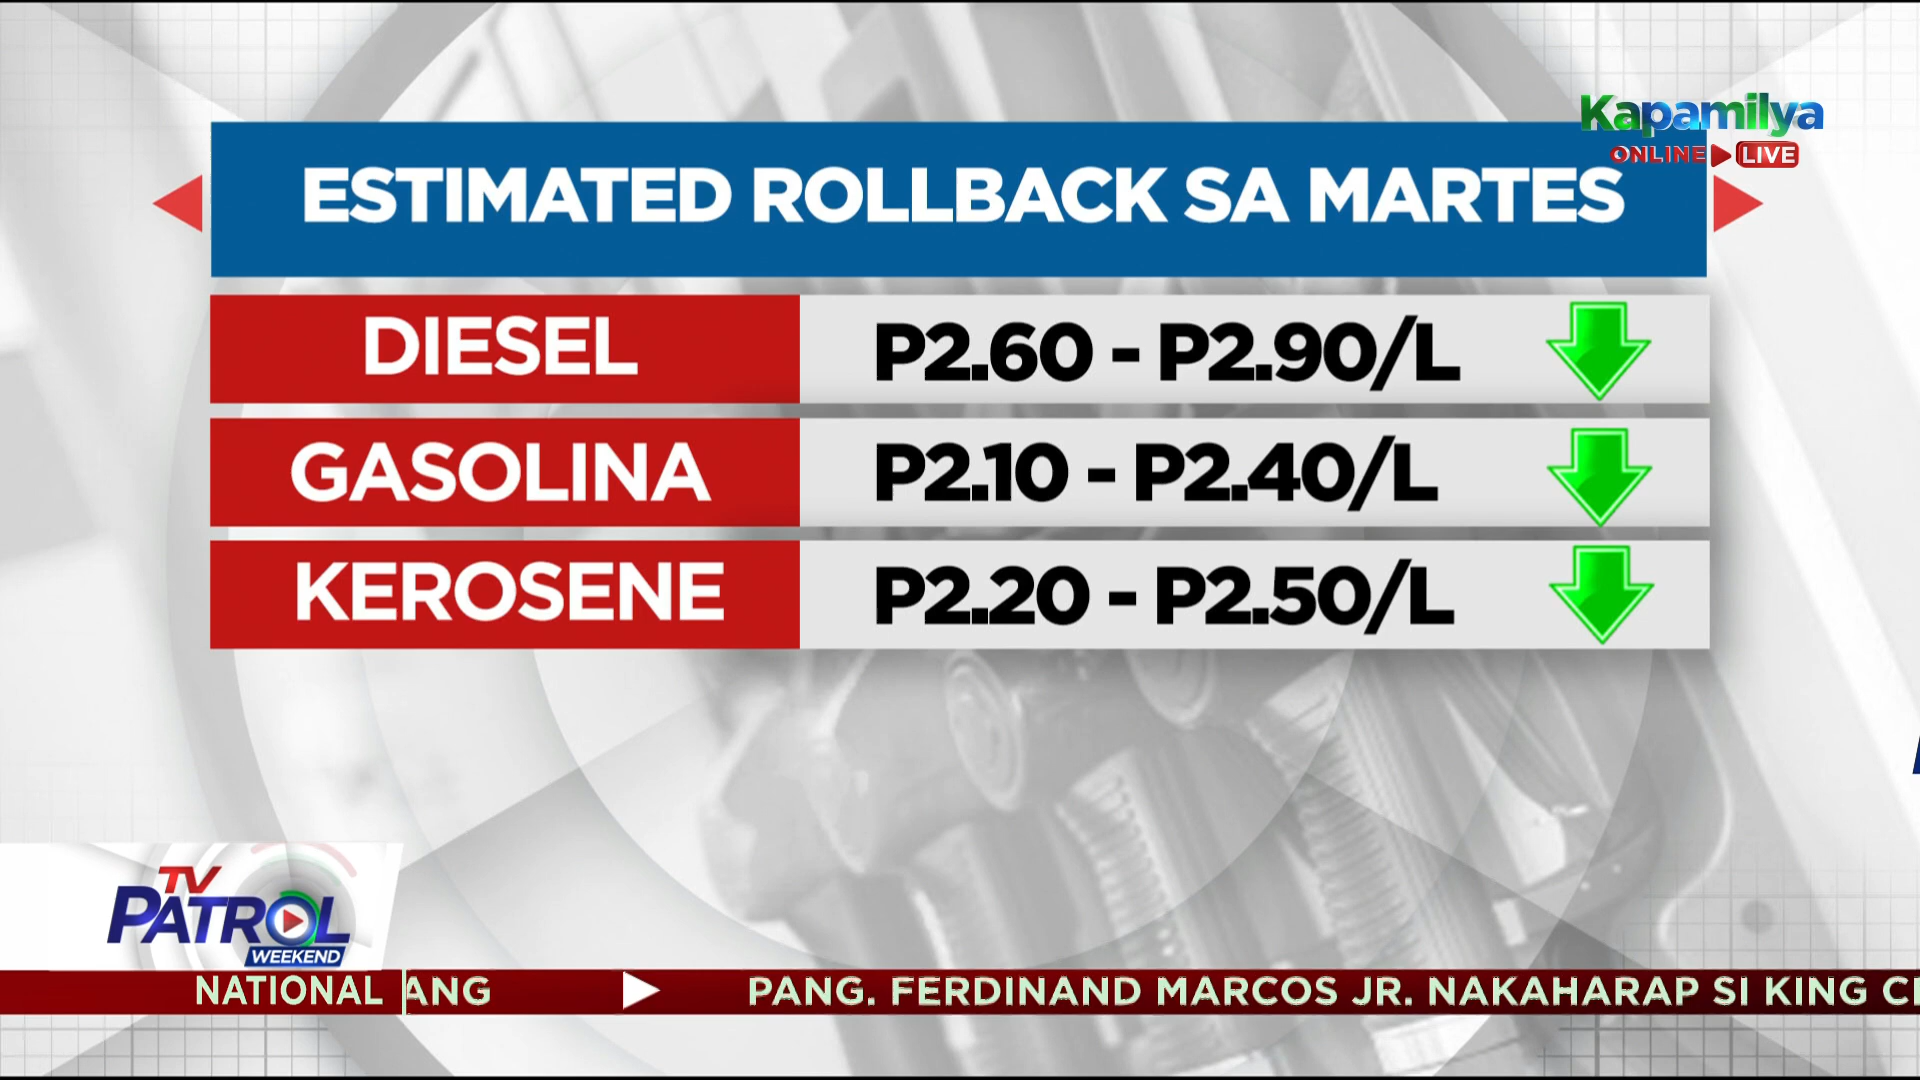 Kapamilya
ONLINE LIVE
ESTIMATED ROLLBACK SA MARTES
DIESEL P2.60 - P2.90/L
GASOLINA P2.10 - P2.40/L
KEROSENE P2.20 - P2.50/L
TV
PATROL
WEEKEND
NATIONAL ANG PANG. FERDINAND MARCOS JR. NAKAHARAP SI KING